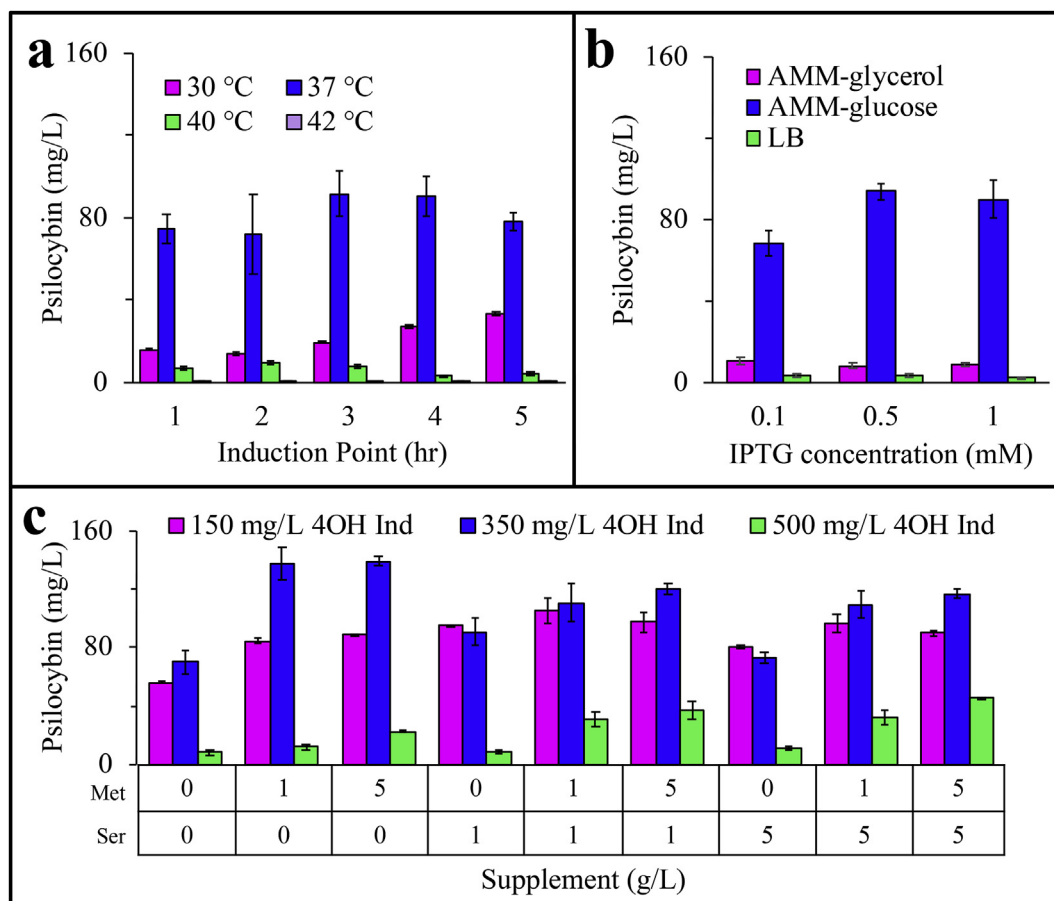 a
160
80
0
Psilocybin (mg/L)
30 °C
37 °C
40 °C
42 °C
1 2 3 4 5
Induction Point (hr)
b
160
80
0
Psilocybin (mg/L)
AMM-glycerol
AMM-glucose
LB
0.1 0.5 1
IPTG concentration (mM)
c
160
80
0
Psilocybin (mg/L)
150 mg/L 4OH Ind
350 mg/L 4OH Ind
500 mg/L 4OH Ind
Met 0 1 5 0 1 5 0 1 5
Ser 0 0 0 1 1 1 5 5 5
Supplement (g/L)